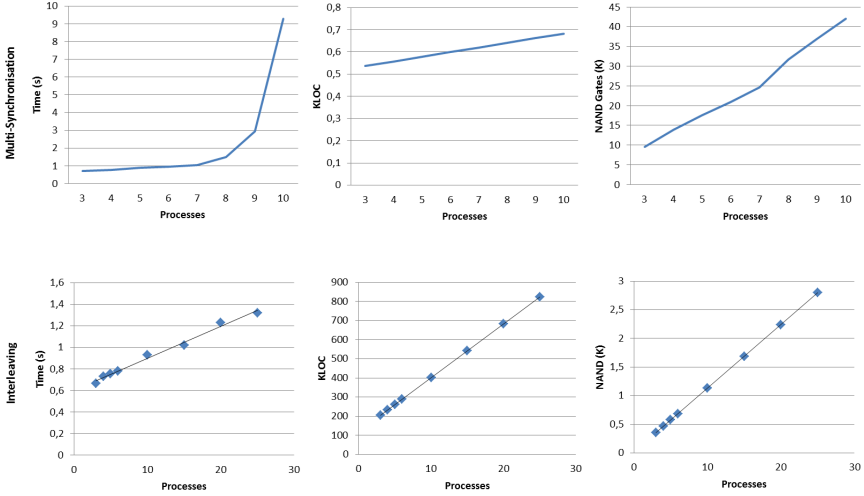 Multi-Synchronisation
Time (s)
10
9
8
7
6
5
4
3
2
1
0
3 4 5 6 7 8 9 10
Processes
KLOC
0,8
0,7
0,6
0,5
0,4
0,3
0,2
0,1
0
3 4 5 6 7 8 9 10
Processes
NAND Gates (K)
45
40
35
30
25
20
15
10
5
0
3 4 5 6 7 8 9 10
Processes
Interleaving
Time (s)
1,6
1,4
1,2
1
0,8
0,6
0,4
0,2
0
0 10 20 30
Processes
KLOC
900
800
700
600
500
400
300
200
100
0
0 10 20 30
Processes
NAND (K)
3
2,5
2
1,5
1
0,5
0
0 10 20 30
Processes